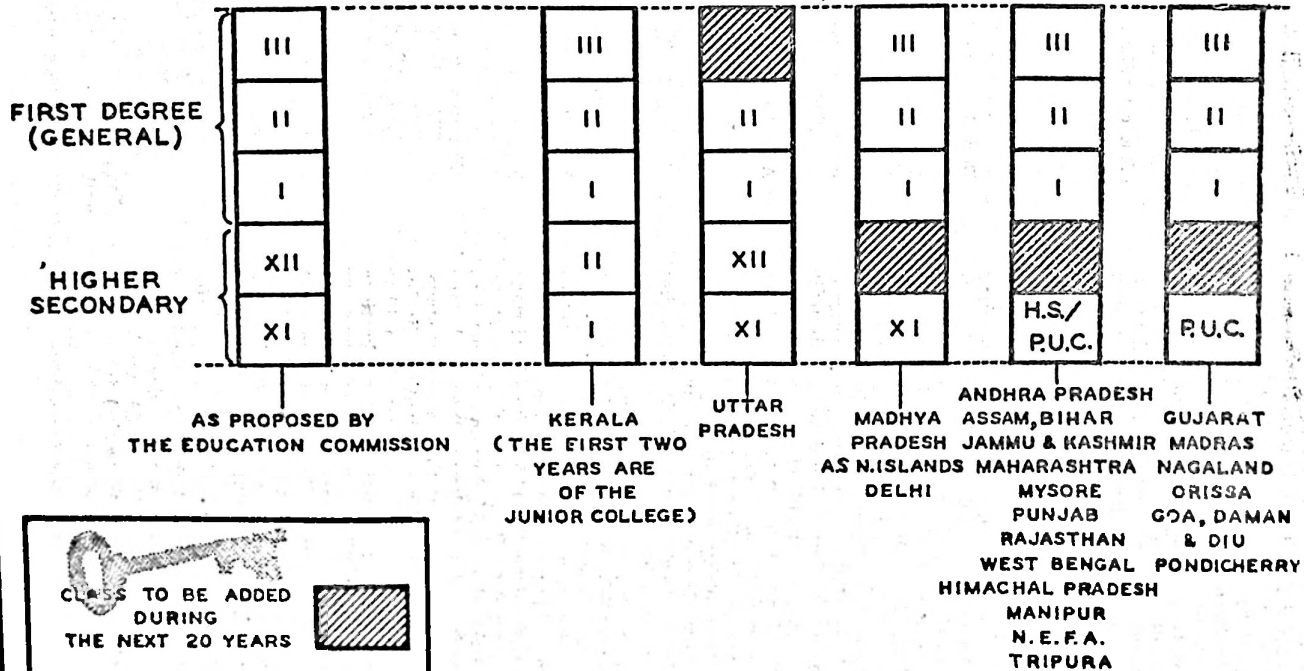 FIRST DEGREE
(GENERAL)
'HIGHER
SECONDARY
III
II
I
XII
XI
III
II
I
II
I
II
I
XII
XI
III
II
I
XI
III
II
I
H.S./
P.U.C.
III
II
I
P.U.C.
AS PROPOSED BY
THE EDUCATION COMMISSION
KERALA
(THE FIRST TWO
YEARS ARE
OF THE
JUNIOR COLLEGE)
UTTAR
PRADESH
MADHYA
PRADESH
A&N.ISLANDS
DELHI
ANDHRA PRADESH
ASSAM, BIHAR
JAMMU & KASHMIR
MAHARASHTRA
MYSORE
PUNJAB
RAJASTHAN
WEST BENGAL
HIMACHAL PRADESH
MANIPUR
N.E.F.A.
TRIPURA
GUJARAT
MADRAS
NAGALAND
ORISSA
GOA, DAMAN
& DIU
PONDICHERRY
CLASS TO BE ADDED
DURING
THE NEXT 20 YEARS